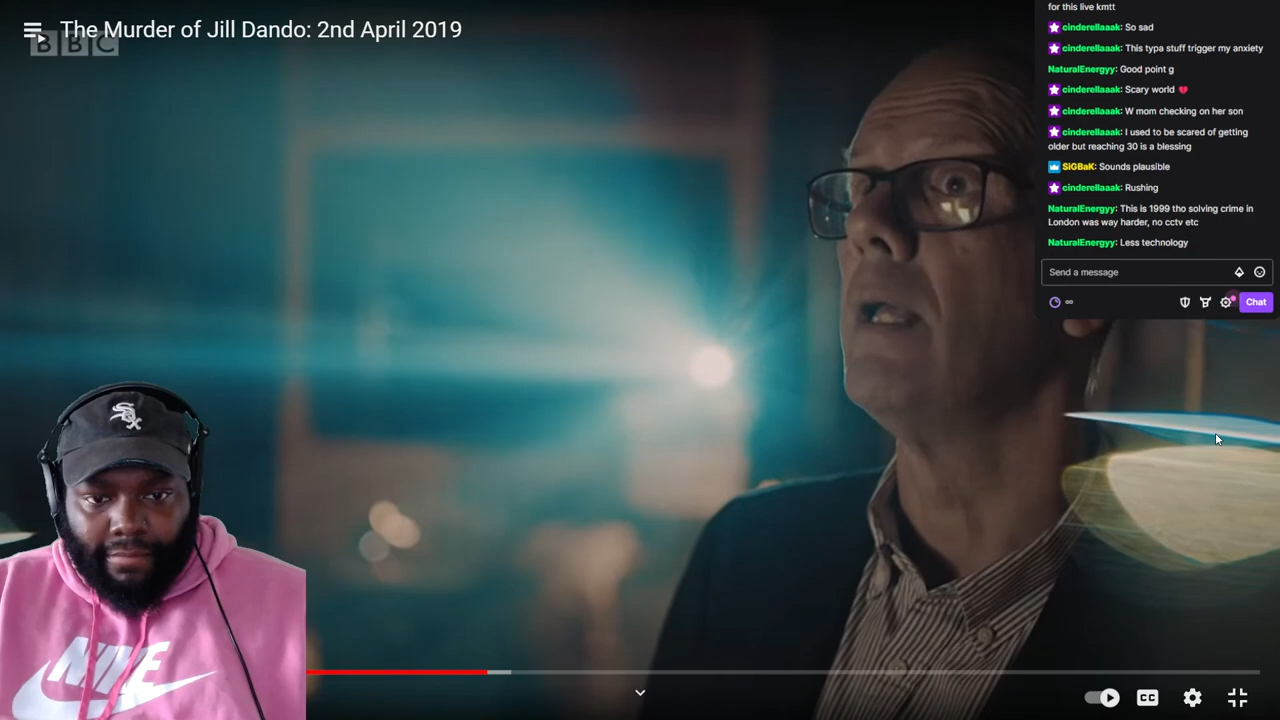 The Murder of Jill Dando: 2nd April 2019
BBC
for this live kmtt
cinderellaaak: So sad
cinderellaaak: This typa stuff trigger my anxiety
NaturalEnergyy: Good point g
cinderellaaak: Scary world 💔
cinderellaaak: W mom checking on her son
cinderellaaak: I used to be scared of getting
older but reaching 30 is a blessing
SiGBaK: Sounds plausible
cinderellaaak: Rushing
NaturalEnergyy: This is 1999 tho solving crime in
London was way harder, no cctv etc
NaturalEnergyy: Less technology
Send a message
∞
Chat
Sox
NIKE
CC